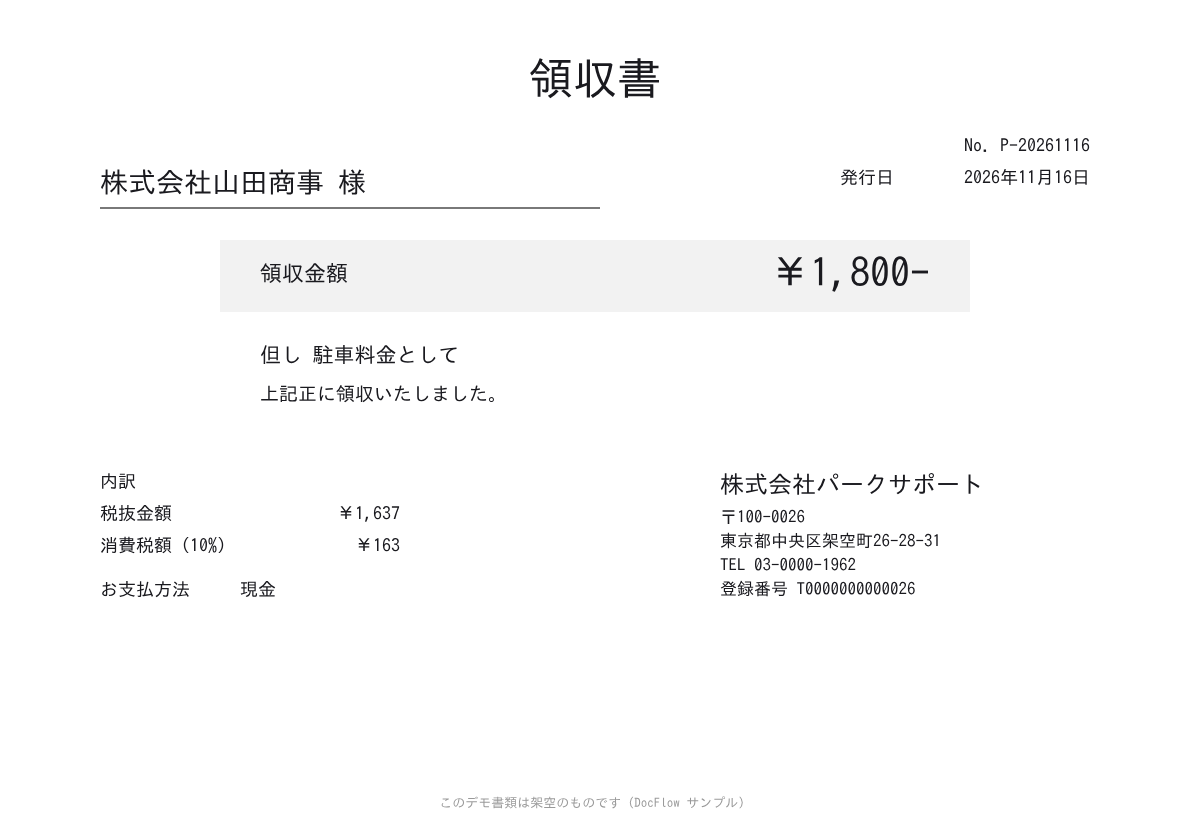 領収書
No. P-20261116
株式会社山田商事 様
発行日 2026年11月16日
領収金額 ¥1,800-
但し 駐車料金として
上記正に領収いたしました。
内訳
税抜金額 ¥1,637
消費税額（10%） ¥163
お支払方法 現金
株式会社パークサポート
〒100-0026
東京都中央区架空町26-28-31
TEL 03-0000-1962
登録番号 T0000000000026
このデモ書類は架空のものです（DocFlow サンプル）